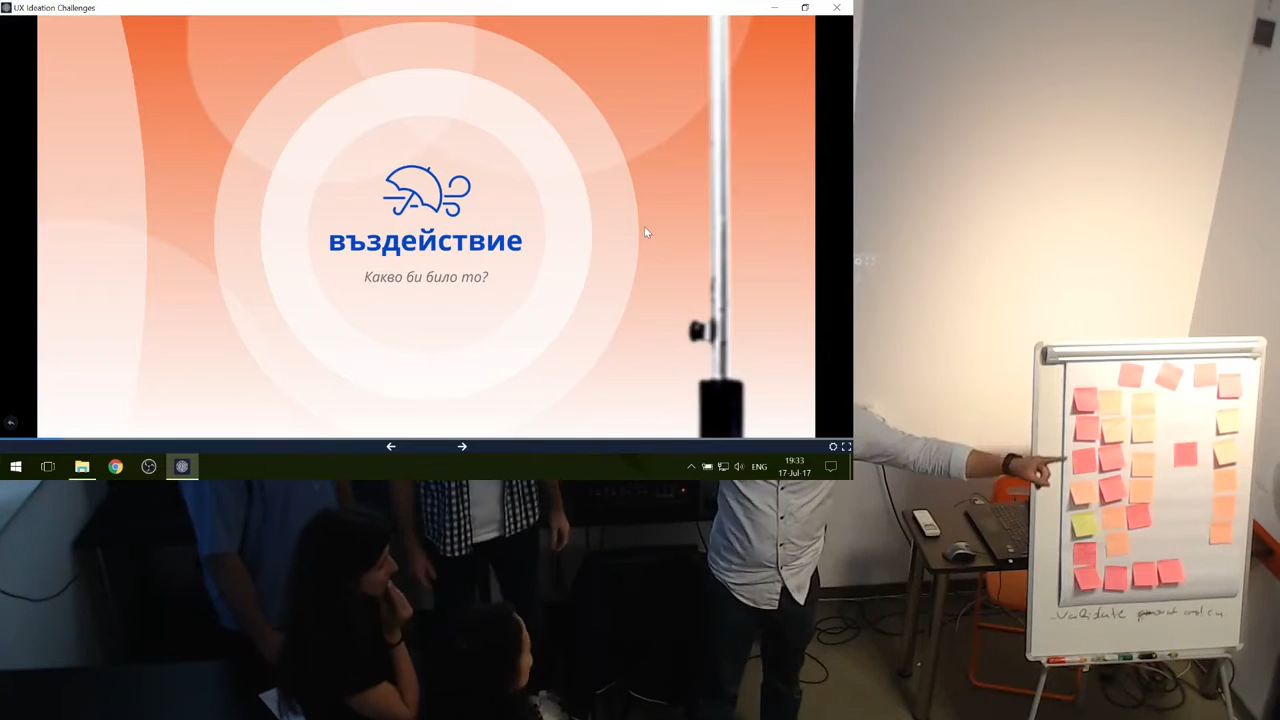 UX Ideation Challenges
въздействие
Какво би било то?
ENG
19:33
17-Jul-17
validate